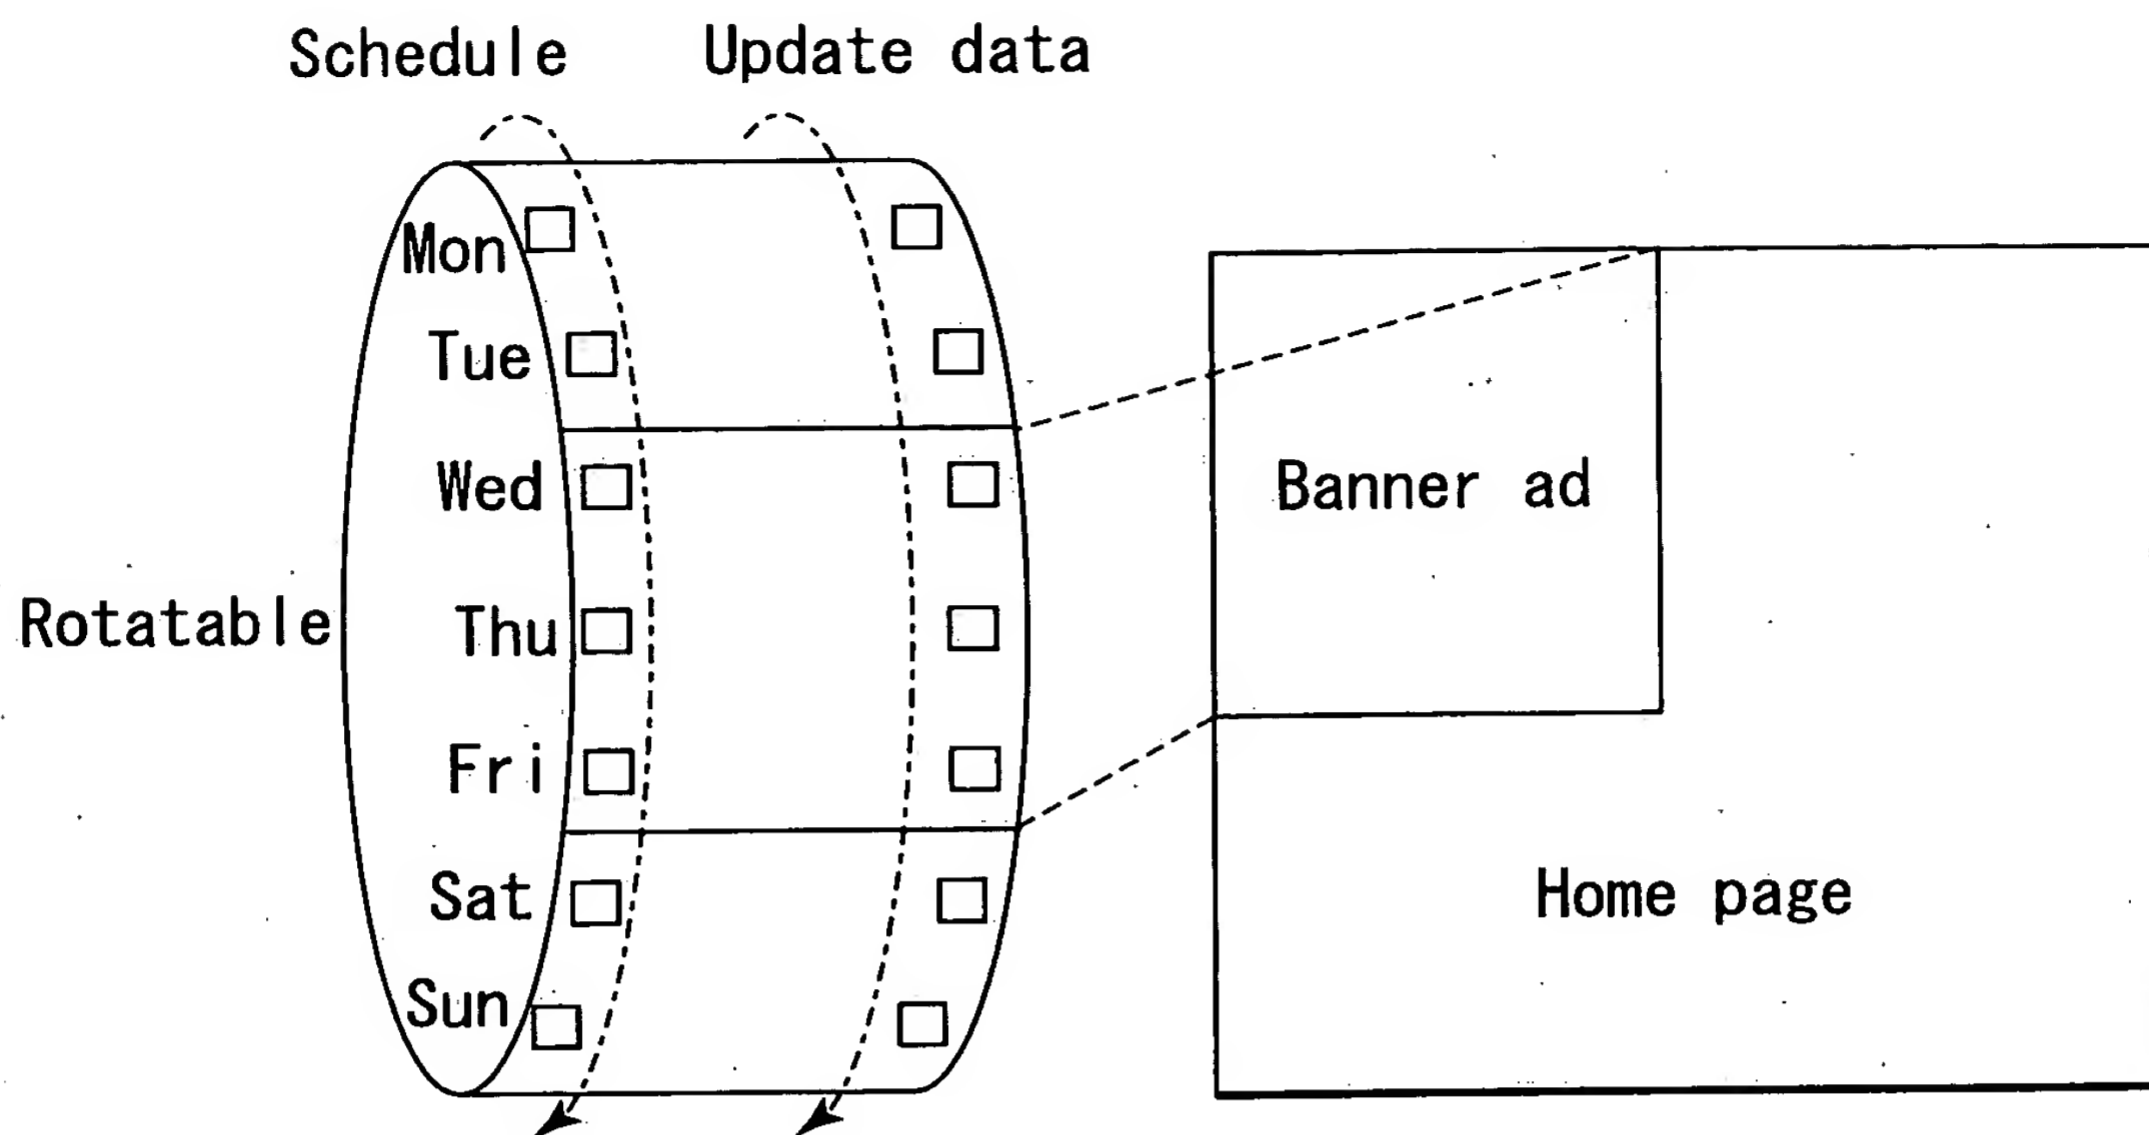 Schedule
Update data
Mon
Tue
Wed
Thu
Fri
Sat
Sun
Rotatable
Banner ad
Home page